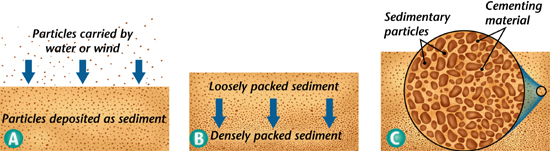 Particles carried by
water or wind
Particles deposited as sediment
A
Loosely packed sediment
Densely packed sediment
B
Sedimentary
particles
Cementing
material
C